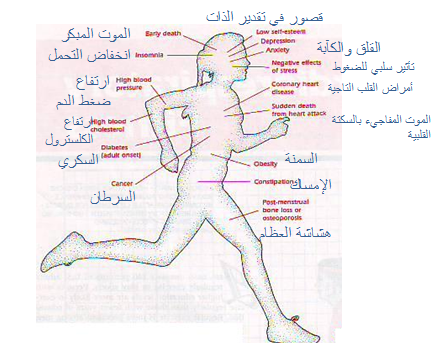 قصور في تقدير الذات
الموت المبكر
Early death
Low self-esteem
Depression
Anxiety
القلق والكآبة
انخفاض التحمل
Insomnia
Negative effects
of stress
تأثير سلبي للضغوط
ارتفاع
ضغط الدم
High blood
pressure
Coronary heart
disease
أمراض القلب التاجية
ارتفاع
الكلسترول
High blood
cholesterol
Sudden death
from heart attack
الموت المفاجيء بالسكتة
القلبية
السكري
Diabetes
(adult onset)
Obesity
السمنة
السرطان
Cancer
Constipation
الإمساك
Post-menstrual
bone loss or
osteoporosis
هشاشة العظام